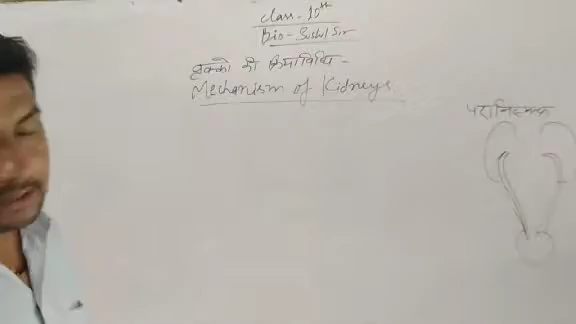 Class - 10th
Bio - Sushil Sir
वृक्को की क्रियाविधि -
Mechanism of Kidneys